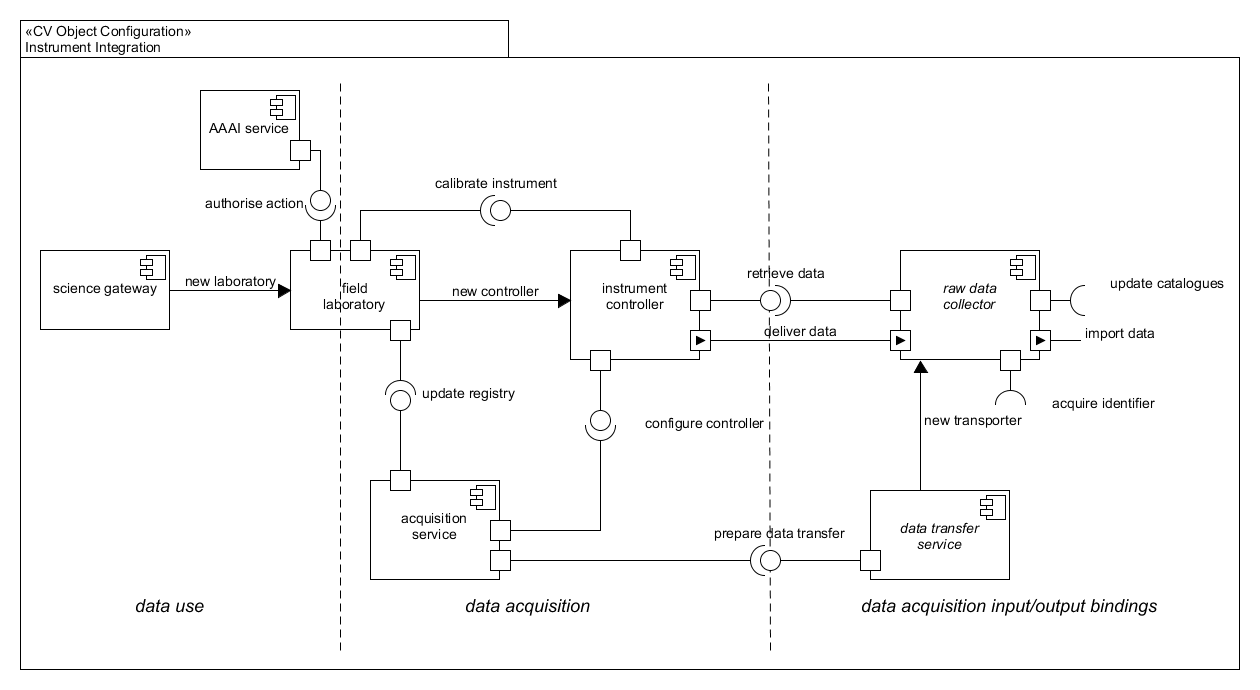 «CV Object Configuration»
Instrument Integration
AAAI service
authorise action
calibrate instrument
science gateway
new laboratory
field
laboratory
new controller
instrument
controller
retrieve data
deliver data
raw data
collector
update catalogues
import data
acquire identifier
update registry
configure controller
new transporter
acquisition
service
prepare data transfer
data transfer
service
data use
data acquisition
data acquisition input/output bindings